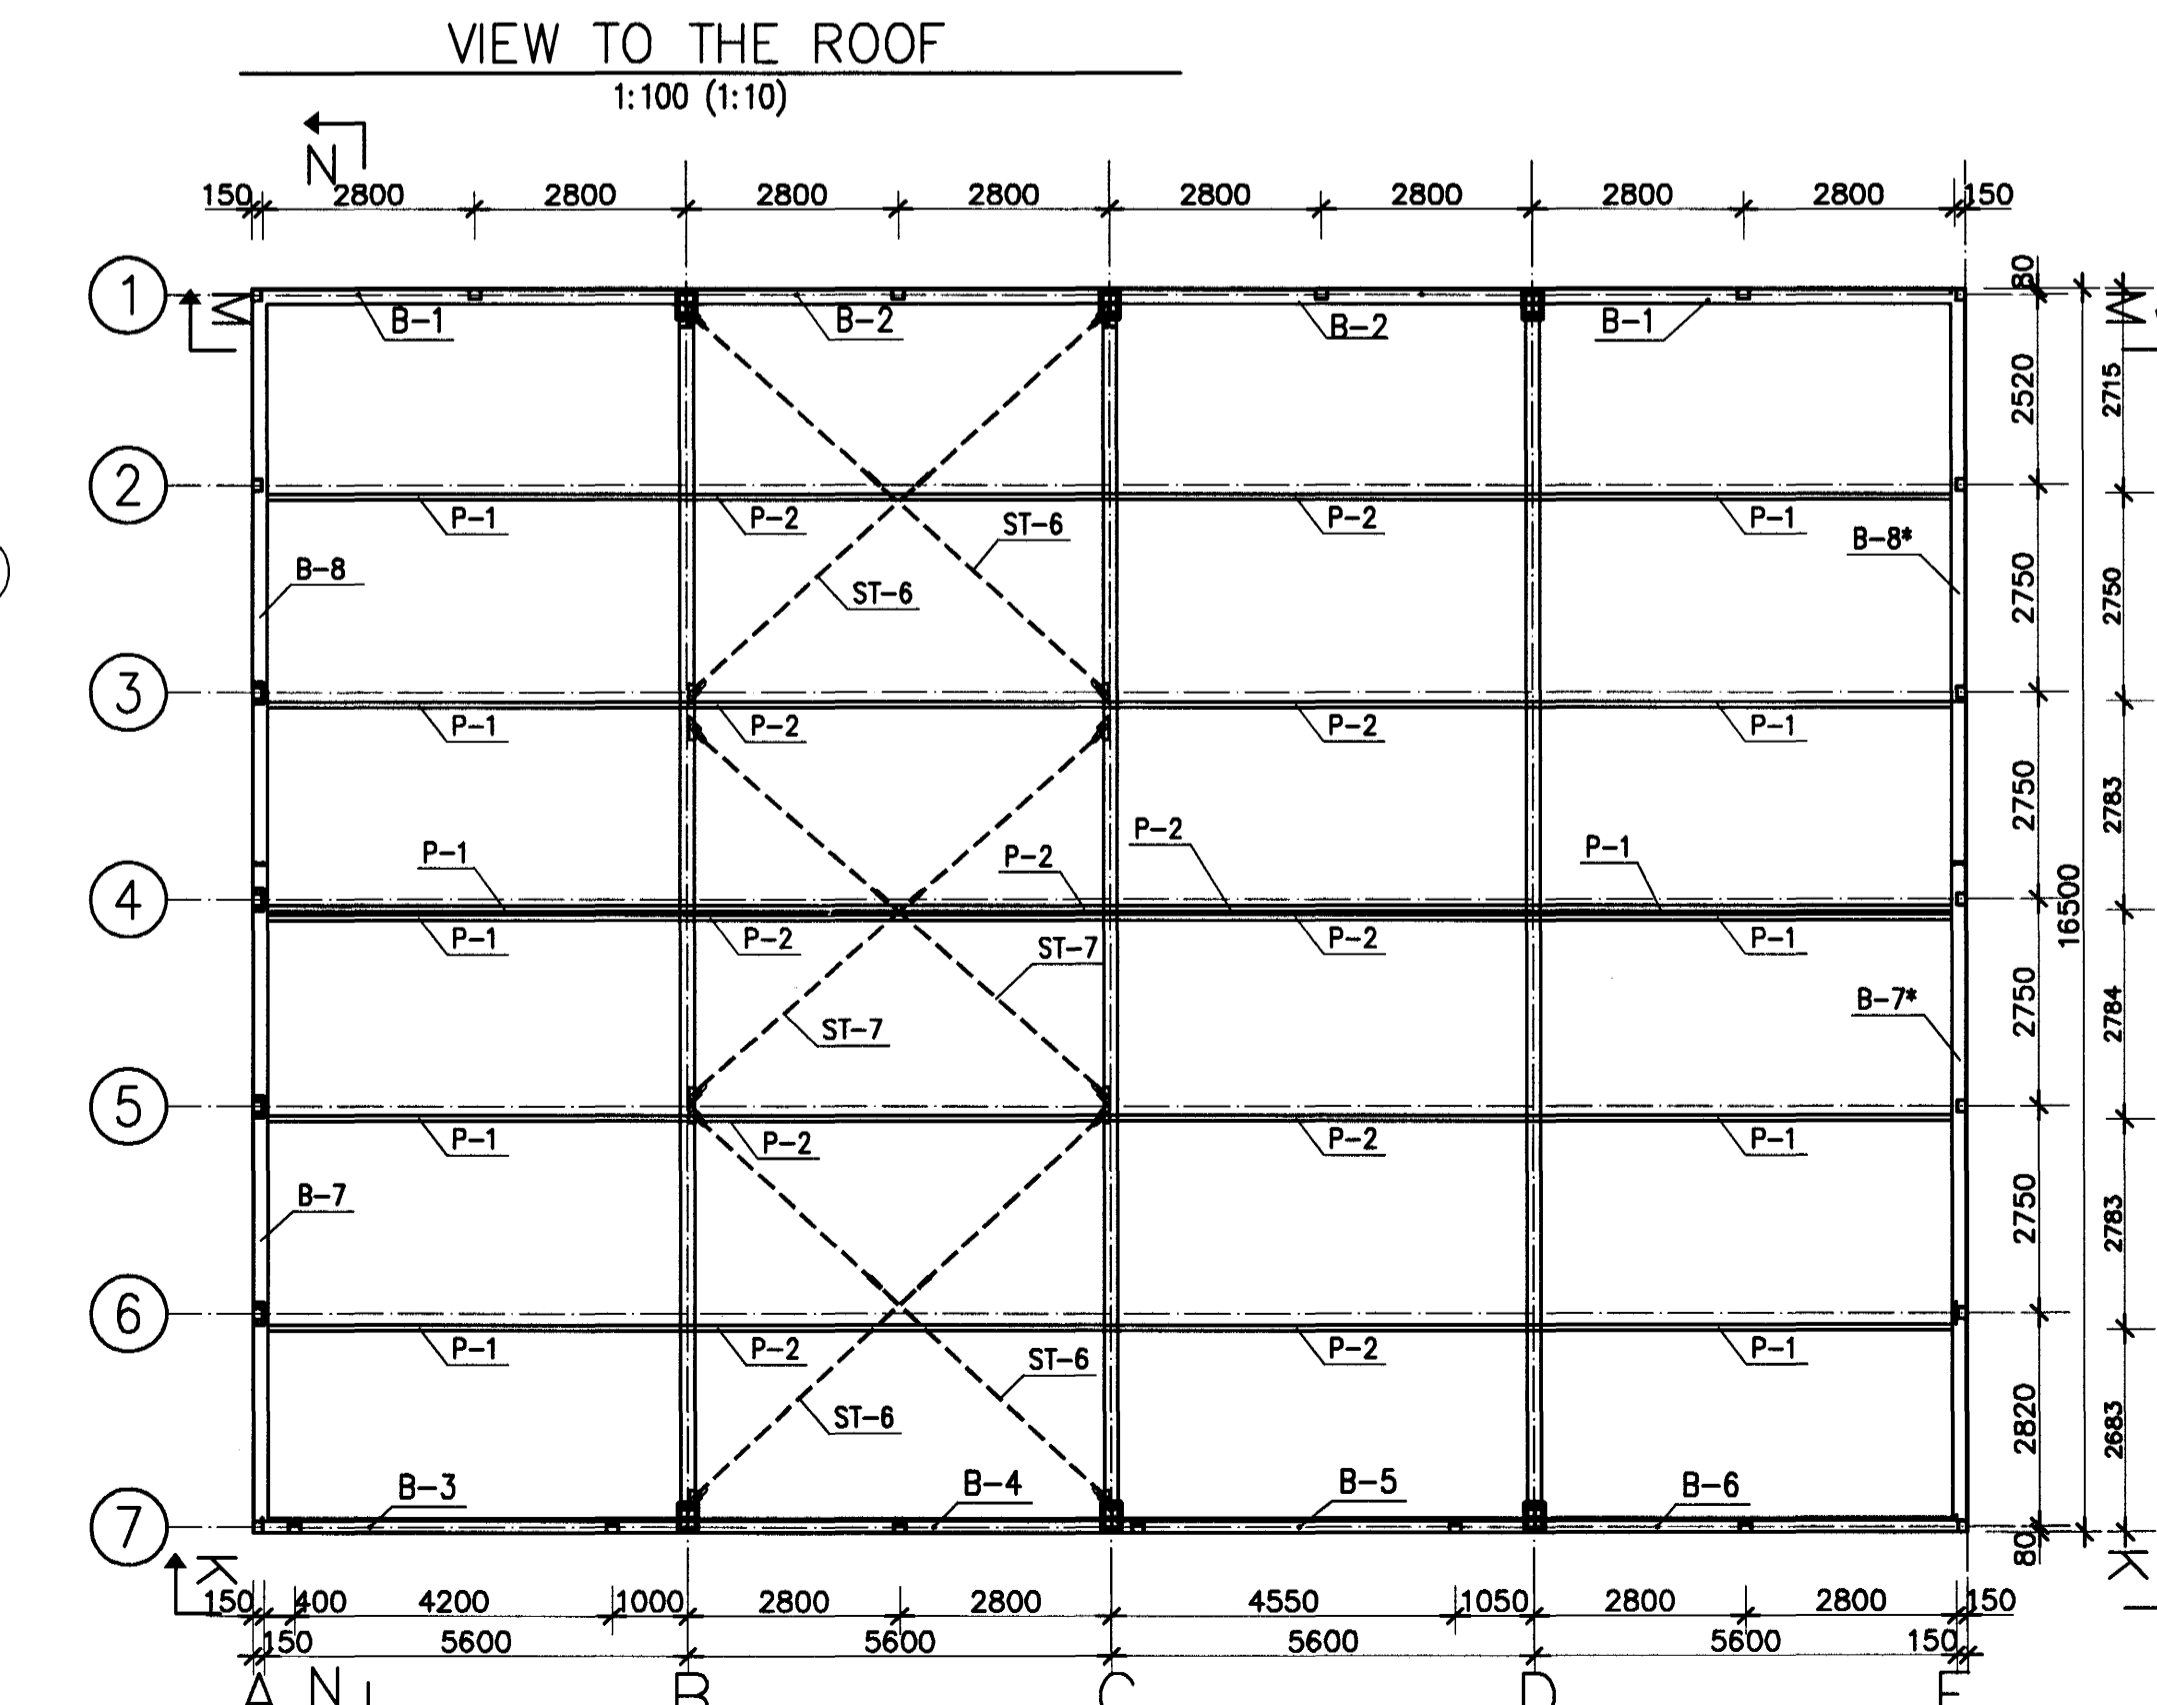 VIEW TO THE ROOF
1:100 (1:10)
N
150 2800 2800 2800 2800 2800 2800 2800 2800 150
1 M B-1 B-2 B-2 B-1 80 M
2520 2715
2 P-1 P-2 ST-6 P-2 P-1
B-8 ST-6 B-8* 2750 2750
3 P-1 P-2 P-2 P-1
2750 2783
P-1 P-2 P-2 P-1
4 16500
P-1 P-2 ST-7 P-2 P-1
ST-7 B-7* 2750 2784
5 P-1 P-2 P-2 P-1
B-7 2750 2783
6 P-1 P-2 ST-6 P-2 P-1
ST-6 2820 2683
B-3 B-4 B-5 B-6
7 80
K K
150 400 4200 1000 2800 2800 4550 1050 2800 2800 150
150 5600 5600 5600 5600 150
A N B C D